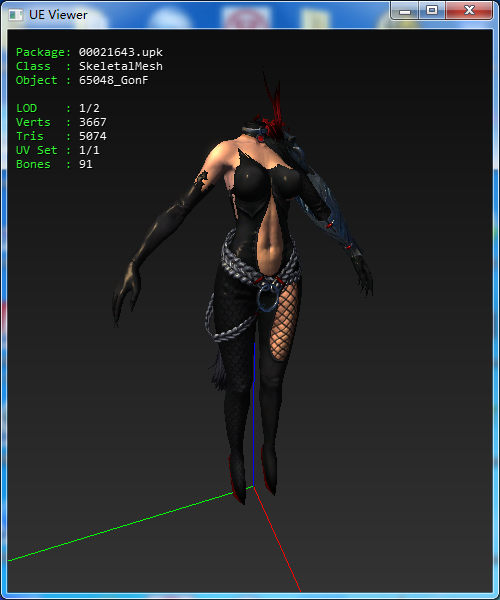 UE Viewer
Package: 00021643.upk
Class : SkeletalMesh
Object : 65048_GonF
LOD : 1/2
Verts : 3667
Tris : 5074
UV Set : 1/1
Bones : 91